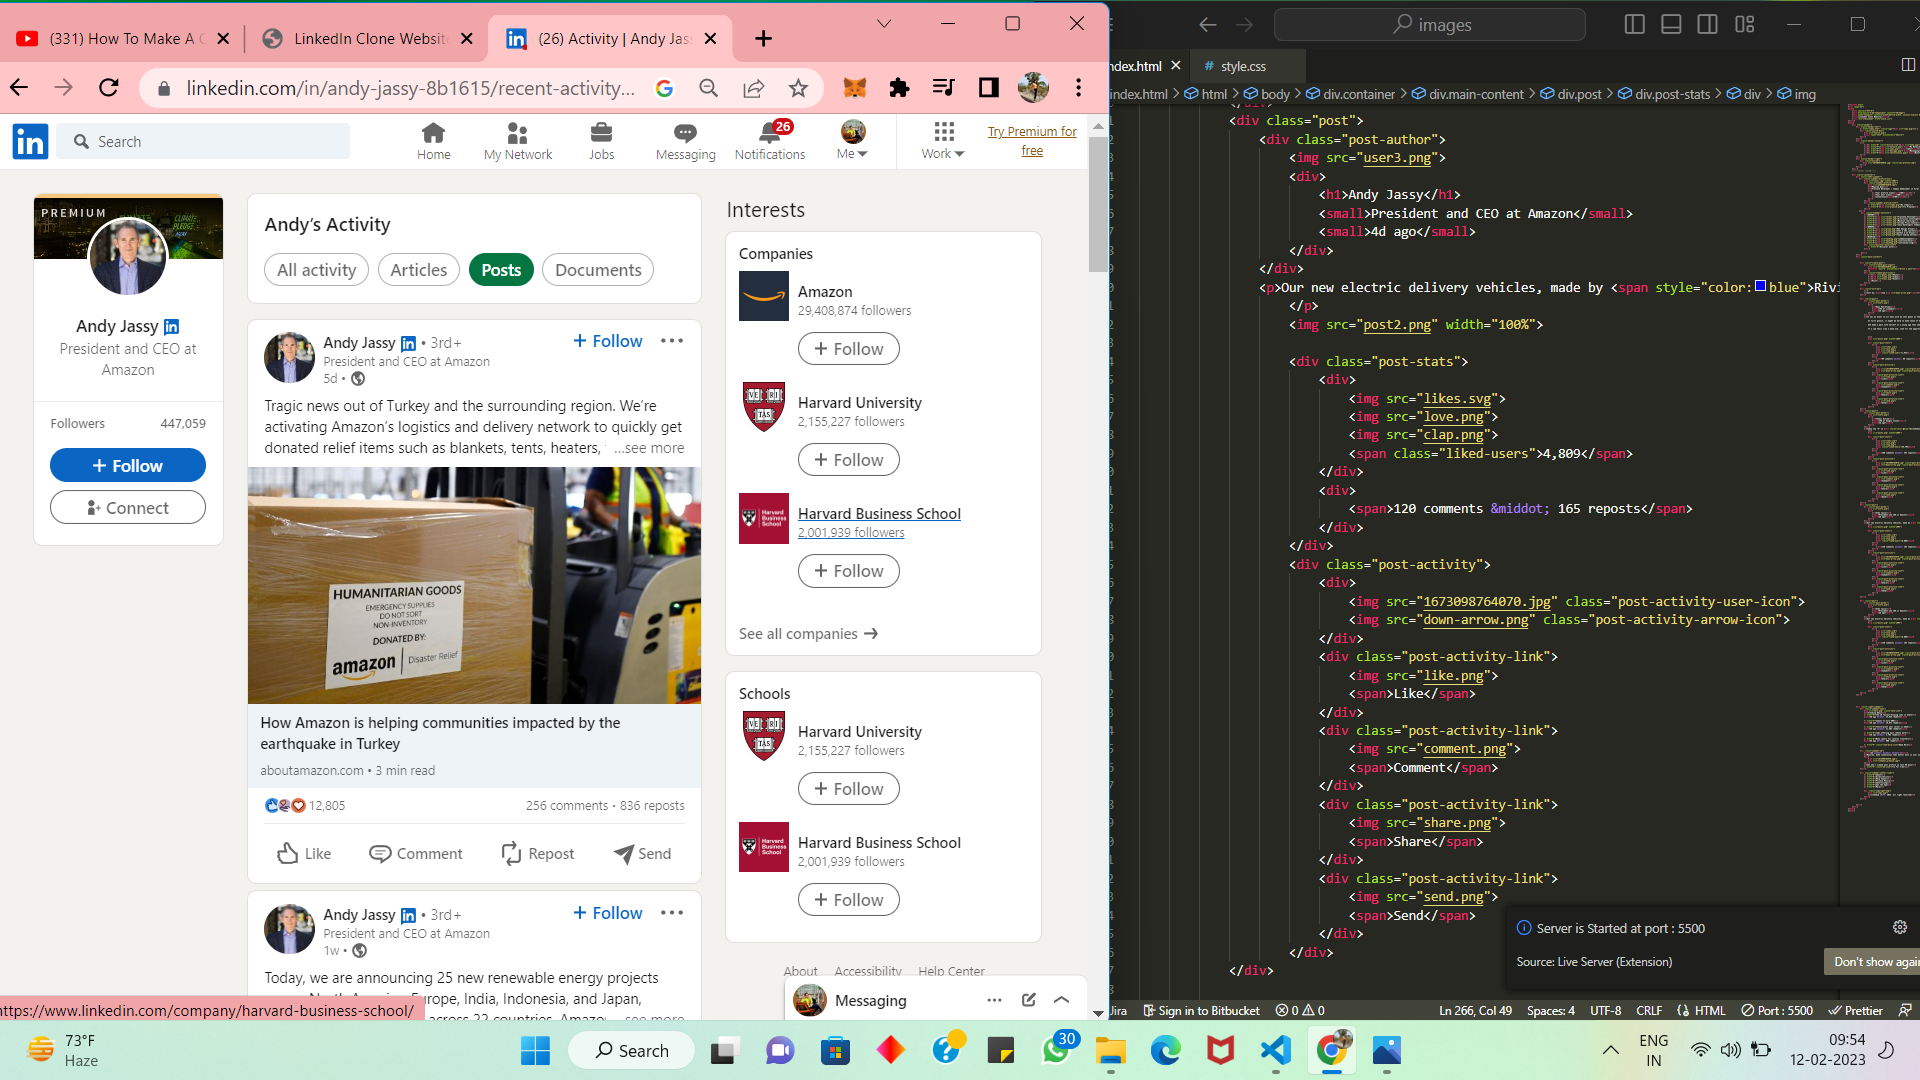 (331) How To Make A C
LinkedIn Clone Website
(26) Activity | Andy Jas
linkedin.com/in/andy-jassy-8b1615/recent-activity...
Search
Home
My Network
Jobs
Messaging
26
Notifications
Me
Work
Try Premium for
free
PREMIUM
Andy Jassy
President and CEO at
Amazon
Followers 447,059
+ Follow
Connect
Andy's Activity
All activity
Articles
Posts
Documents
Andy Jassy • 3rd+
President and CEO at Amazon
5d •
+ Follow
Tragic news out of Turkey and the surrounding region. We're
activating Amazon's logistics and delivery network to quickly get
donated relief items such as blankets, tents, heaters, ...see more
HUMANITARIAN GOODS
EMERGENCY SUPPLIES
DO NOT SORT
NON-INVENTORY
DONATED BY:
amazon | Disaster Relief
How Amazon is helping communities impacted by the
earthquake in Turkey
aboutamazon.com • 3 min read
12,805
256 comments • 836 reposts
Like
Comment
Repost
Send
Andy Jassy • 3rd+
President and CEO at Amazon
1w •
+ Follow
Today, we are announcing 25 new renewable energy projects
Europe, India, Indonesia, and Japan,
Interests
Companies
Amazon
29,408,874 followers
+ Follow
VE RI TAS
Harvard University
2,155,227 followers
+ Follow
Harvard Business School
Harvard Business School
2,001,939 followers
+ Follow
See all companies →
Schools
VE RI TAS
Harvard University
2,155,227 followers
+ Follow
Harvard Business School
Harvard Business School
2,001,939 followers
+ Follow
About Accessibility Help Center
Messaging
https://www.linkedin.com/company/harvard-business-school/
images
index.html
# style.css
index.html > html > body > div.container > div.main-content > div.post > div.post-stats > div > img
<div class="post">
<div class="post-author">
<img src="user3.png">
<div>
<h1>Andy Jassy</h1>
<small>President and CEO at Amazon</small>
<small>4d ago</small>
</div>
</div>
<p>Our new electric delivery vehicles, made by <span style="color:blue">Rivi
</p>
<img src="post2.png" width="100%">
<div class="post-stats">
<div>
<img src="likes.svg">
<img src="love.png">
<img src="clap.png">
<span class="liked-users">4,809</span>
</div>
<div>
<span>120 comments &middot; 165 reposts</span>
</div>
</div>
<div class="post-activity">
<div>
<img src="1673098764070.jpg" class="post-activity-user-icon">
<img src="down-arrow.png" class="post-activity-arrow-icon">
</div>
<div class="post-activity-link">
<img src="like.png">
<span>Like</span>
</div>
<div class="post-activity-link">
<img src="comment.png">
<span>Comment</span>
</div>
<div class="post-activity-link">
<img src="share.png">
<span>Share</span>
</div>
<div class="post-activity-link">
<img src="send.png">
<span>Send</span>
</div>
</div>
</div>
Server is Started at port : 5500
Source: Live Server (Extension)
Don't show again
Jira Sign in to Bitbucket 0 0 Ln 266, Col 49 Spaces: 4 UTF-8 CRLF {} HTML Port : 5500 Prettier
73°F
Haze
Search
30
ENG
IN
09:54
12-02-2023